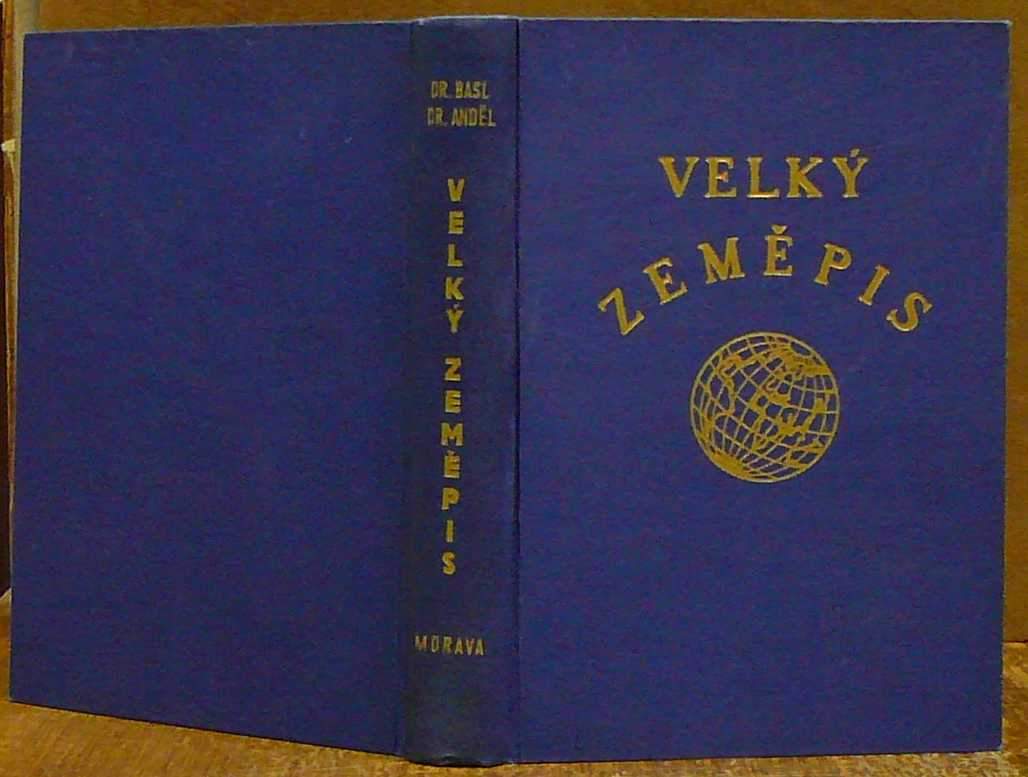 DR. BASL
DR. ANDĚL
VELKÝ ZEMĚPIS
MORAVA
VELKÝ
ZEMĚPIS